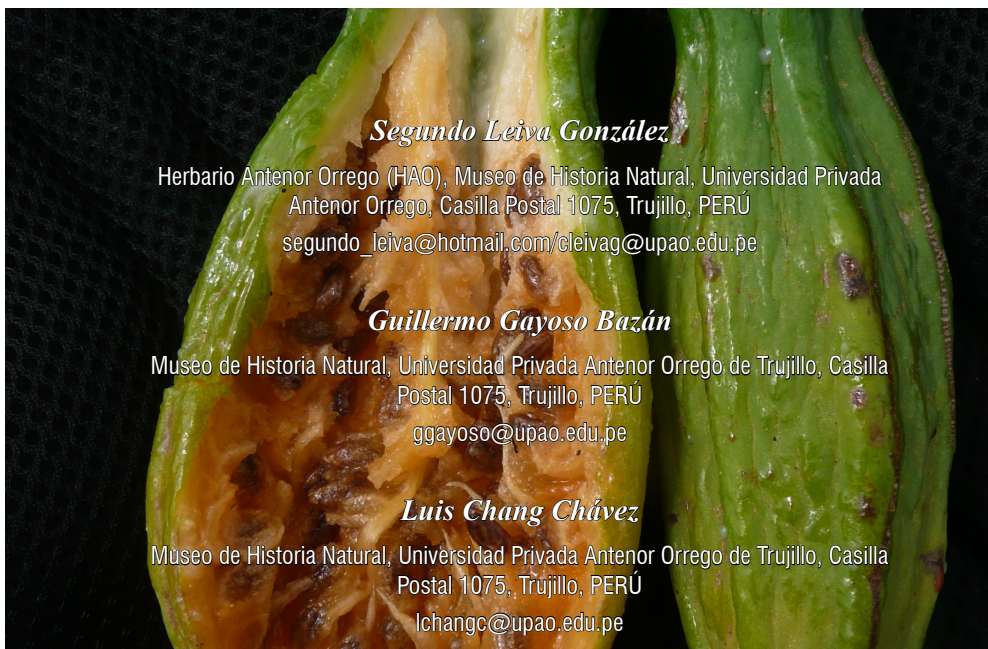 Segundo Leiva González
Herbario Antenor Orrego (HAO), Museo de Historia Natural, Universidad Privada
Antenor Orrego, Casilla Postal 1075, Trujillo, PERÚ
segundo_leiva@hotmail.com/cleivag@upao.edu.pe
Guillermo Gayoso Bazán
Museo de Historia Natural, Universidad Privada Antenor Orrego de Trujillo, Casilla
Postal 1075, Trujillo, PERÚ
ggayoso@upao.edu.pe
Luis Chang Chávez
Museo de Historia Natural, Universidad Privada Antenor Orrego de Trujillo, Casilla
Postal 1075, Trujillo, PERÚ
lchangc@upao.edu.pe